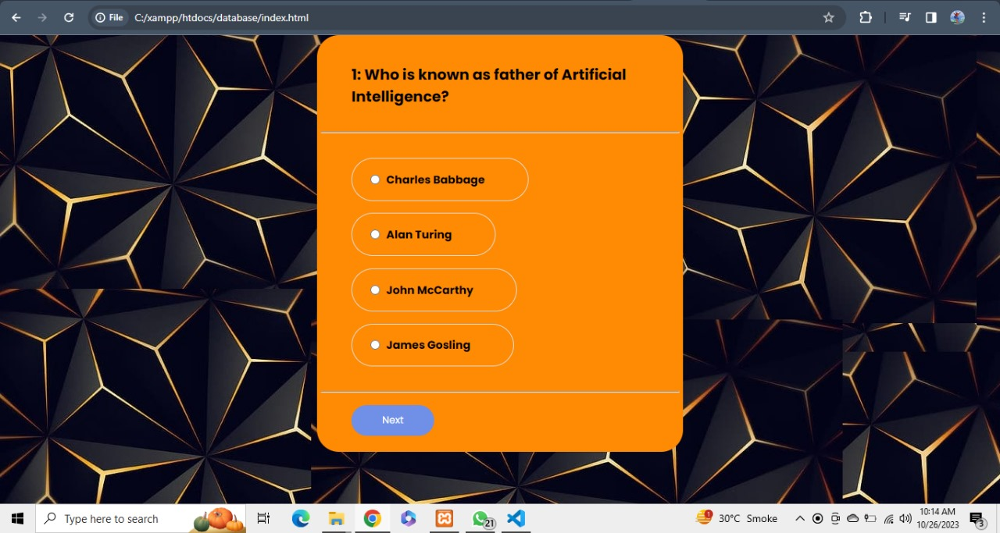 File C:/xampp/htdocs/database/index.html
1: Who is known as father of Artificial
Intelligence?
Charles Babbage
Alan Turing
John McCarthy
James Gosling
Next
Type here to search
21
1
30°C Smoke
10:14 AM
10/26/2023
3